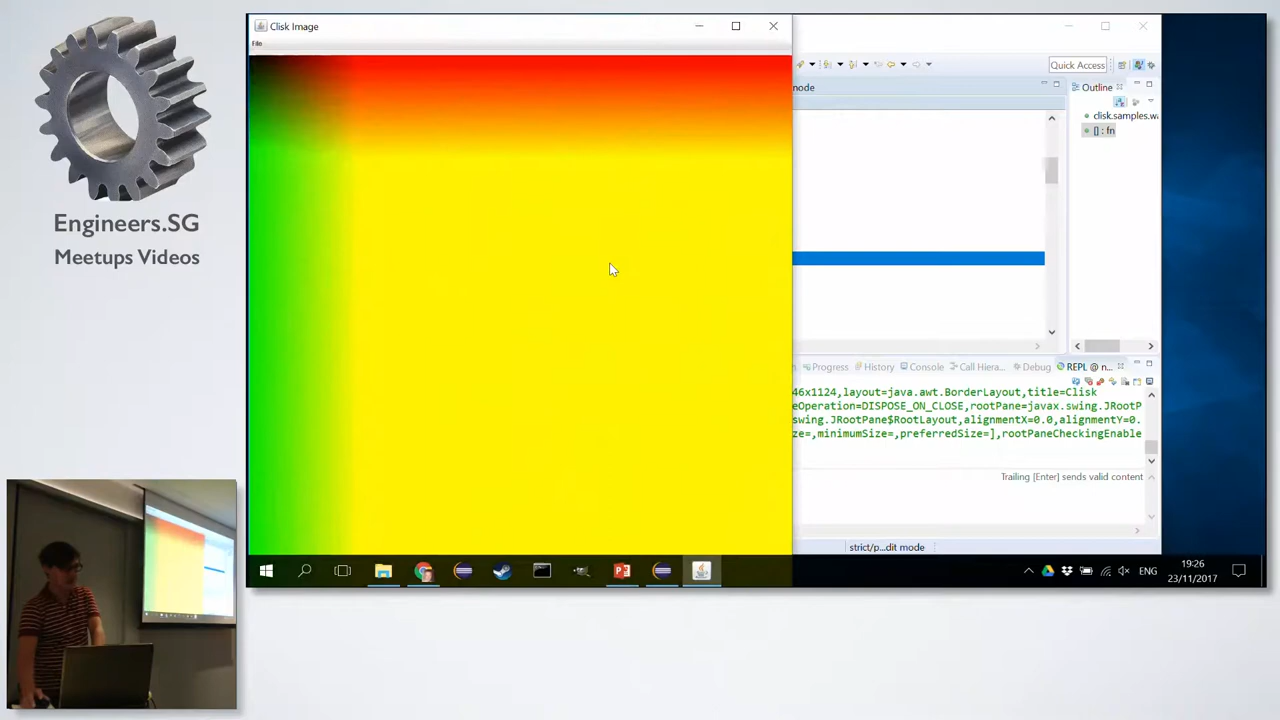 Engineers.SG
Meetups Videos
Clisk Image
File
Quick Access
node
Outline
clisk.samples.wa
[] : fn
Progress
History
Console
Call Hiera...
Debug
REPL @ n...
46x1124,layout=java.awt.BorderLayout,title=Clisk
eOperation=DISPOSE_ON_CLOSE,rootPane=javax.swing.JRootP
swing.JRootPane$RootLayout,alignmentX=0.0,alignmentY=0.
ze=,minimumSize=,preferredSize=],rootPaneCheckingEnable
Trailing [Enter] sends valid content
strict/p...dit mode
ENG
19:26
23/11/2017